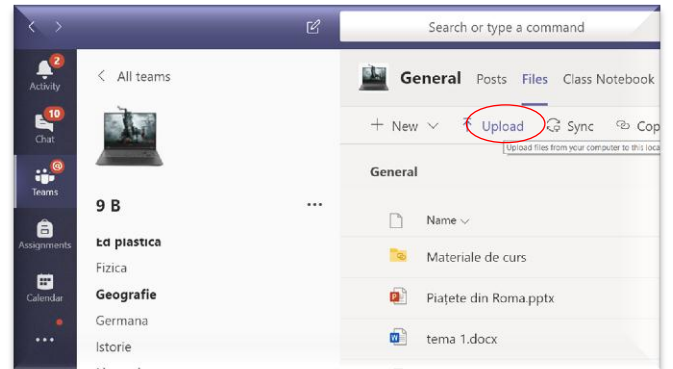 Search or type a command
2
Activity
All teams
General Posts Files Class Notebook
10
Chat
+ New Upload Sync
Upload files from your computer to this
@
Teams
General
9 B ...
Name
Assignments
Ed plastica
Materiale de curs
Fizica
Calendar
Geografie
Piațete din Roma.pptx
Germana
...
Istorie
tema 1.docx